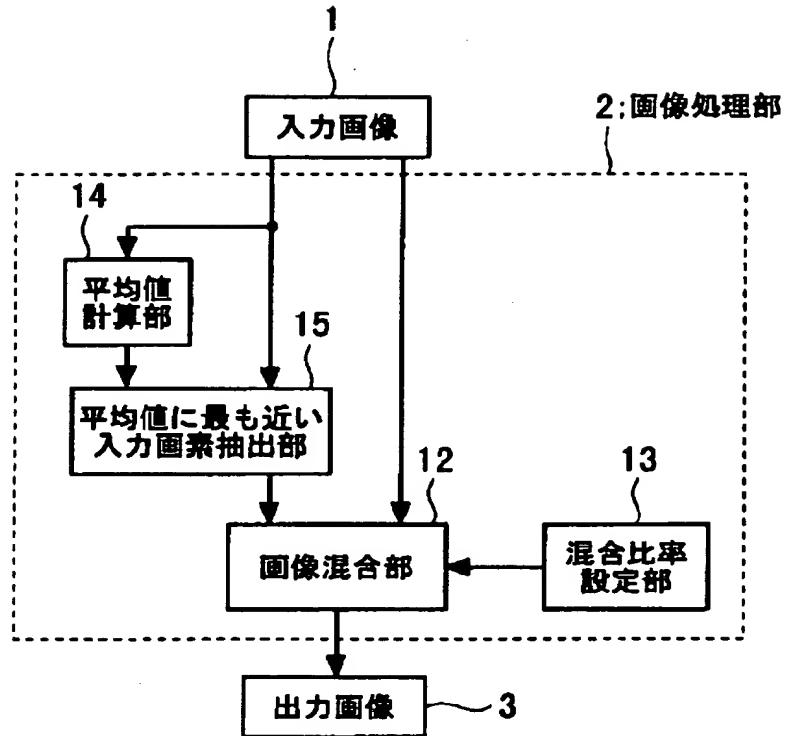 1
入力画像
2;画像処理部
14
平均値
計算部
15
平均値に最も近い
入力画素抽出部
12
画像混合部
13
混合比率
設定部
出力画像
3